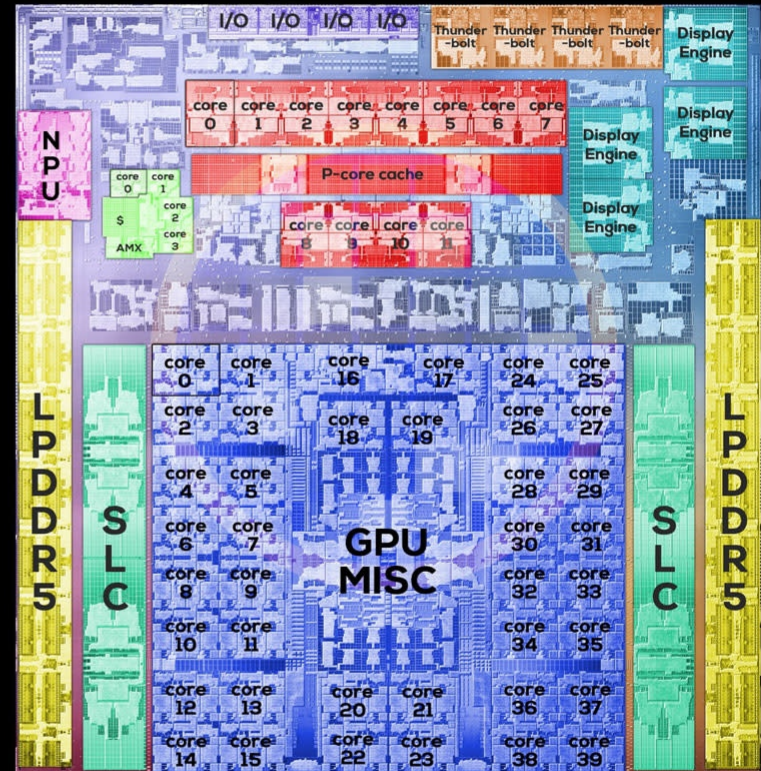 I/O I/O I/O I/O
Thunder
-bolt
Thunder
-bolt
Thunder
-bolt
Thunder
-bolt
Display
Engine
Display
Engine
Display
Engine
Display
Engine
core
0
core
1
core
2
core
3
core
4
core
5
core
6
core
7
P-core cache
core
8
core
9
core
10
core
11
NPU
core
0
core
1
core
2
core
3
$
AMX
LPDDR5
SLC
core
0
core
1
core
2
core
3
core
4
core
5
core
6
core
7
core
8
core
9
core
10
core
11
core
12
core
13
core
14
core
15
core
16
core
17
core
18
core
19
GPU
MISC
core
20
core
21
core
22
core
23
core
24
core
25
core
26
core
27
core
28
core
29
core
30
core
31
core
32
core
33
core
34
core
35
core
36
core
37
core
38
core
39
SLC
LPDDR5